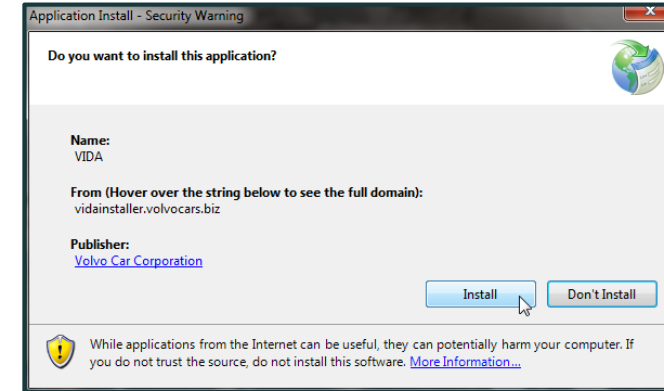 Application Install - Security Warning
Do you want to install this application?
Name:
VIDA
From (Hover over the string below to see the full domain):
vidainstaller.volvocars.biz
Publisher:
Volvo Car Corporation
Install
Don't Install
While applications from the Internet can be useful, they can potentially harm your computer. If
you do not trust the source, do not install this software. More Information...